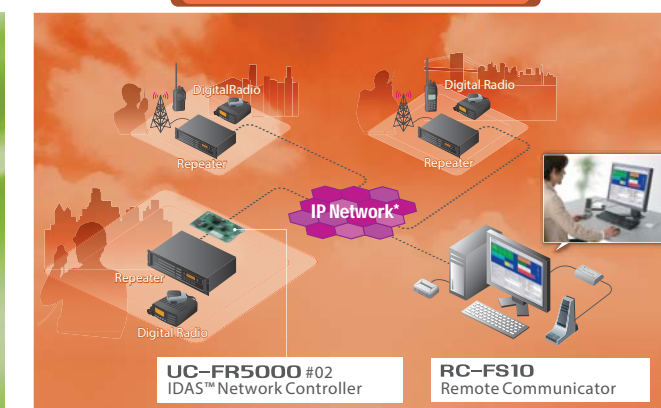 DigitalRadio
Repeater
Digital Radio
Repeater
IP Network*
Repeater
Digital Radio
UC-FR5000 #02
IDAS™ Network Controller
RC-FS10
Remote Communicator